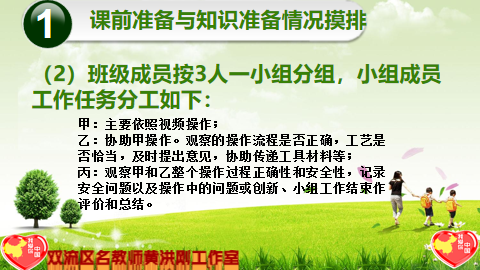 1 课前准备与知识准备情况摸排
（2）班级成员按3人一小组分组，小组成员
工作任务分工如下：
甲：主要依照视频操作；
乙：协助甲操作。观察的操作流程是否正确，工艺是
否恰当，及时提出意见，协助传递工具材料等；
丙：观察甲和乙整个操作过程正确性和安全性，记录
安全问题以及操作中的问题或创新、小组工作结束作
评价和总结。
双流区名教师黄洪刚工作室